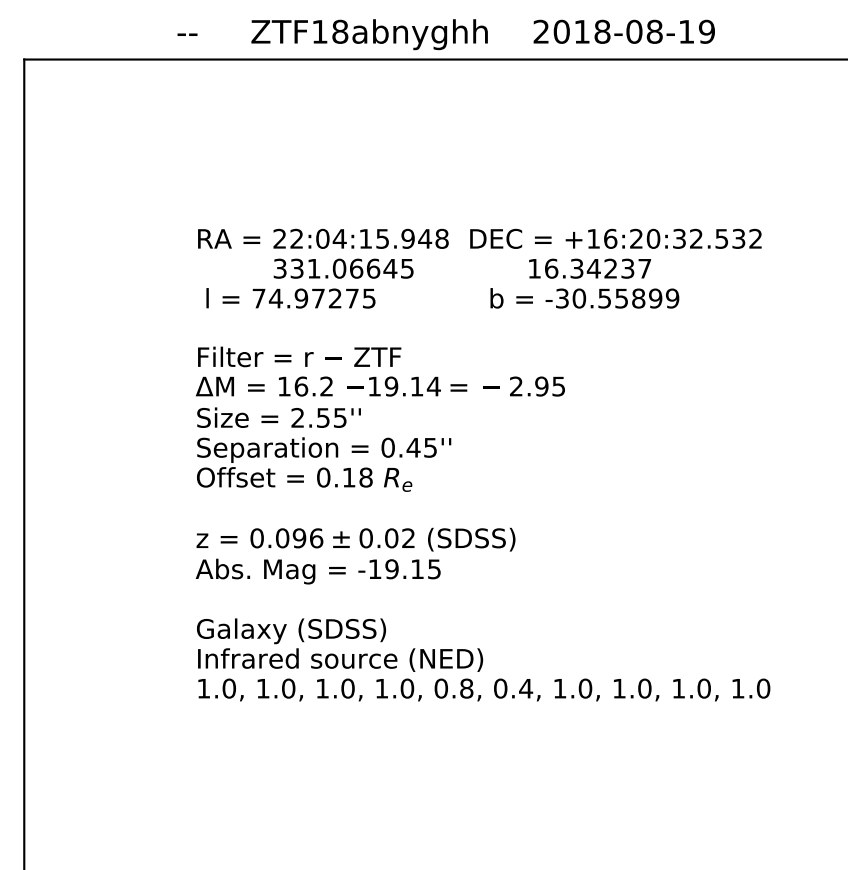 -- ZTF18abnyghh 2018-08-19
RA = 22:04:15.948 DEC = +16:20:32.532
331.06645 16.34237
l = 74.97275 b = -30.55899
Filter = r − ZTF
ΔM = 16.2 −19.14 = − 2.95
Size = 2.55''
Separation = 0.45''
Offset = 0.18 Re
z = 0.096 ± 0.02 (SDSS)
Abs. Mag = -19.15
Galaxy (SDSS)
Infrared source (NED)
1.0, 1.0, 1.0, 1.0, 0.8, 0.4, 1.0, 1.0, 1.0, 1.0